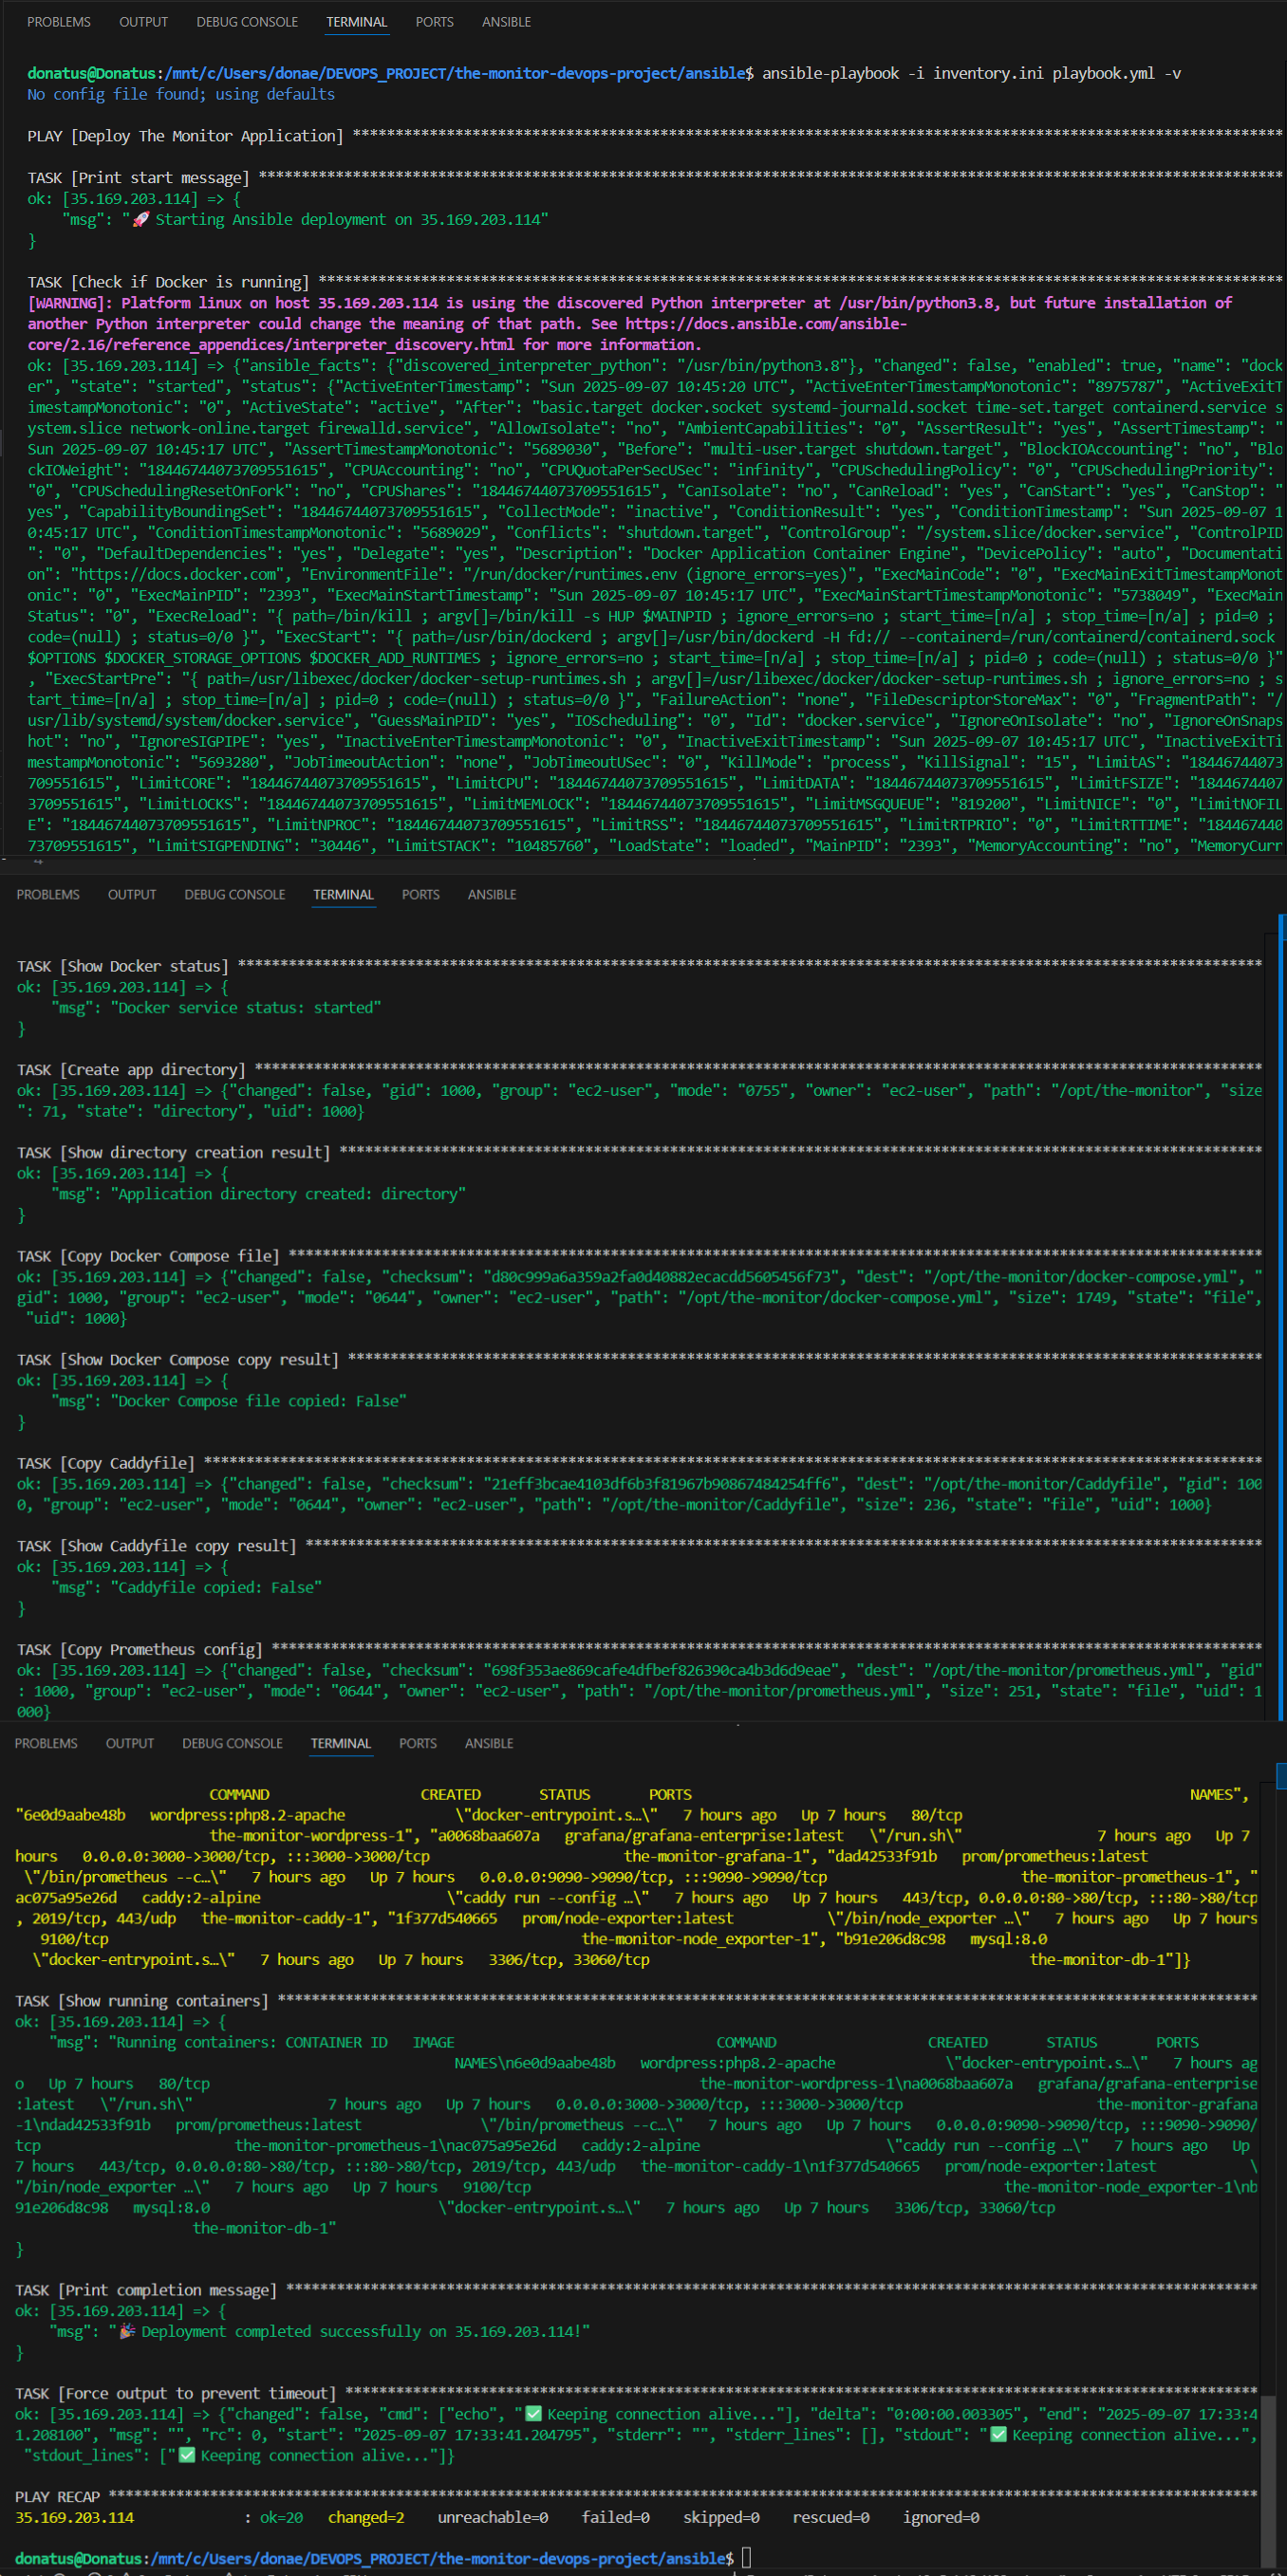 PROBLEMS OUTPUT DEBUG CONSOLE TERMINAL PORTS ANSIBLE
donatus@Donatus:/mnt/c/Users/donae/DEVOPS_PROJECT/the-monitor-devops-project/ansible$ ansible-playbook -i inventory.ini playbook.yml -v
No config file found; using defaults
PLAY [Deploy The Monitor Application] ****************************************************************************************************************
TASK [Print start message] ****************************************************************************************************************
ok: [35.169.203.114] => {
"msg": "🚀 Starting Ansible deployment on 35.169.203.114"
}
TASK [Check if Docker is running] ****************************************************************************************************************
[WARNING]: Platform linux on host 35.169.203.114 is using the discovered Python interpreter at /usr/bin/python3.8, but future installation of
another Python interpreter could change the meaning of that path. See https://docs.ansible.com/ansible-
core/2.16/reference_appendices/interpreter_discovery.html for more information.
ok: [35.169.203.114] => {"ansible_facts": {"discovered_interpreter_python": "/usr/bin/python3.8"}, "changed": false, "enabled": true, "name": "dock
er", "state": "started", "status": {"ActiveEnterTimestamp": "Sun 2025-09-07 10:45:20 UTC", "ActiveEnterTimestampMonotonic": "8975787", "ActiveExitT
imestampMonotonic": "0", "ActiveState": "active", "After": "basic.target docker.socket systemd-journald.socket time-set.target containerd.service s
ystem.slice network-online.target firewalld.service", "AllowIsolate": "no", "AmbientCapabilities": "0", "AssertResult": "yes", "AssertTimestamp": "
Sun 2025-09-07 10:45:17 UTC", "AssertTimestampMonotonic": "5689030", "Before": "multi-user.target shutdown.target", "BlockIOAccounting": "no", "Blo
ckIOWeight": "18446744073709551615", "CPUAccounting": "no", "CPUQuotaPerSecUSec": "infinity", "CPUSchedulingPolicy": "0", "CPUSchedulingPriority":
"0", "CPUSchedulingResetOnFork": "no", "CPUShares": "18446744073709551615", "CanIsolate": "no", "CanReload": "yes", "CanStart": "yes", "CanStop": "
yes", "CapabilityBoundingSet": "18446744073709551615", "CollectMode": "inactive", "ConditionResult": "yes", "ConditionTimestamp": "Sun 2025-09-07 1
0:45:17 UTC", "ConditionTimestampMonotonic": "5689029", "Conflicts": "shutdown.target", "ControlGroup": "/system.slice/docker.service", "ControlPID
": "0", "DefaultDependencies": "yes", "Delegate": "yes", "Description": "Docker Application Container Engine", "DevicePolicy": "auto", "Documentati
on": "https://docs.docker.com", "EnvironmentFile": "/run/docker/runtimes.env (ignore_errors=yes)", "ExecMainCode": "0", "ExecMainExitTimestampMonot
onic": "0", "ExecMainPID": "2393", "ExecMainStartTimestamp": "Sun 2025-09-07 10:45:17 UTC", "ExecMainStartTimestampMonotonic": "5738049", "ExecMain
Status": "0", "ExecReload": "{ path=/bin/kill ; argv[]=/bin/kill -s HUP $MAINPID ; ignore_errors=no ; start_time=[n/a] ; stop_time=[n/a] ; pid=0 ;
code=(null) ; status=0/0 }", "ExecStart": "{ path=/usr/bin/dockerd ; argv[]=/usr/bin/dockerd -H fd:// --containerd=/run/containerd/containerd.sock
$OPTIONS $DOCKER_STORAGE_OPTIONS $DOCKER_ADD_RUNTIMES ; ignore_errors=no ; start_time=[n/a] ; stop_time=[n/a] ; pid=0 ; code=(null) ; status=0/0 }"
, "ExecStartPre": "{ path=/usr/libexec/docker/docker-setup-runtimes.sh ; argv[]=/usr/libexec/docker/docker-setup-runtimes.sh ; ignore_errors=no ; s
tart_time=[n/a] ; stop_time=[n/a] ; pid=0 ; code=(null) ; status=0/0 }", "FailureAction": "none", "FileDescriptorStoreMax": "0", "FragmentPath": "/
usr/lib/systemd/system/docker.service", "GuessMainPID": "yes", "IOScheduling": "0", "Id": "docker.service", "IgnoreOnIsolate": "no", "IgnoreOnSnaps
hot": "no", "IgnoreSIGPIPE": "yes", "InactiveEnterTimestampMonotonic": "0", "InactiveExitTimestamp": "Sun 2025-09-07 10:45:17 UTC", "InactiveExitTi
mestampMonotonic": "5693280", "JobTimeoutAction": "none", "JobTimeoutUSec": "0", "KillMode": "process", "KillSignal": "15", "LimitAS": "18446744073
709551615", "LimitCORE": "18446744073709551615", "LimitCPU": "18446744073709551615", "LimitDATA": "18446744073709551615", "LimitFSIZE": "1844674407
3709551615", "LimitLOCKS": "18446744073709551615", "LimitMEMLOCK": "18446744073709551615", "LimitMSGQUEUE": "819200", "LimitNICE": "0", "LimitNOFIL
E": "18446744073709551615", "LimitNPROC": "18446744073709551615", "LimitRSS": "18446744073709551615", "LimitRTPRIO": "0", "LimitRTTIME": "184467440
73709551615", "LimitSIGPENDING": "30446", "LimitSTACK": "10485760", "LoadState": "loaded", "MainPID": "2393", "MemoryAccounting": "no", "MemoryCurr
PROBLEMS OUTPUT DEBUG CONSOLE TERMINAL PORTS ANSIBLE
TASK [Show Docker status] ****************************************************************************************************************
ok: [35.169.203.114] => {
"msg": "Docker service status: started"
}
TASK [Create app directory] ****************************************************************************************************************
ok: [35.169.203.114] => {"changed": false, "gid": 1000, "group": "ec2-user", "mode": "0755", "owner": "ec2-user", "path": "/opt/the-monitor", "size
": 71, "state": "directory", "uid": 1000}
TASK [Show directory creation result] ****************************************************************************************************************
ok: [35.169.203.114] => {
"msg": "Application directory created: directory"
}
TASK [Copy Docker Compose file] ****************************************************************************************************************
ok: [35.169.203.114] => {"changed": false, "checksum": "d80c999a6a359a2fa0d40882ecacdd5605456f73", "dest": "/opt/the-monitor/docker-compose.yml", "
gid": 1000, "group": "ec2-user", "mode": "0644", "owner": "ec2-user", "path": "/opt/the-monitor/docker-compose.yml", "size": 1749, "state": "file",
"uid": 1000}
TASK [Show Docker Compose copy result] ****************************************************************************************************************
ok: [35.169.203.114] => {
"msg": "Docker Compose file copied: False"
}
TASK [Copy Caddyfile] ****************************************************************************************************************
ok: [35.169.203.114] => {"changed": false, "checksum": "21eff3bcae4103df6b3f81967b90867484254ff6", "dest": "/opt/the-monitor/Caddyfile", "gid": 100
0, "group": "ec2-user", "mode": "0644", "owner": "ec2-user", "path": "/opt/the-monitor/Caddyfile", "size": 236, "state": "file", "uid": 1000}
TASK [Show Caddyfile copy result] ****************************************************************************************************************
ok: [35.169.203.114] => {
"msg": "Caddyfile copied: False"
}
TASK [Copy Prometheus config] ****************************************************************************************************************
ok: [35.169.203.114] => {"changed": false, "checksum": "698f353ae869cafe4dfbef826390ca4b3d6d9eae", "dest": "/opt/the-monitor/prometheus.yml", "gid"
: 1000, "group": "ec2-user", "mode": "0644", "owner": "ec2-user", "path": "/opt/the-monitor/prometheus.yml", "size": 251, "state": "file", "uid": 1
000}
PROBLEMS OUTPUT DEBUG CONSOLE TERMINAL PORTS ANSIBLE
COMMAND CREATED STATUS PORTS NAMES",
"6e0d9aabe48b wordpress:php8.2-apache \"docker-entrypoint.s…\" 7 hours ago Up 7 hours 80/tcp
the-monitor-wordpress-1", "a0068baa607a grafana/grafana-enterprise:latest \"/run.sh\" 7 hours ago Up 7
hours 0.0.0.0:3000->3000/tcp, :::3000->3000/tcp the-monitor-grafana-1", "dad42533f91b prom/prometheus:latest
\"/bin/prometheus --c…\" 7 hours ago Up 7 hours 0.0.0.0:9090->9090/tcp, :::9090->9090/tcp the-monitor-prometheus-1", "
ac075a95e26d caddy:2-alpine \"caddy run --config …\" 7 hours ago Up 7 hours 443/tcp, 0.0.0.0:80->80/tcp, :::80->80/tcp
, 2019/tcp, 443/udp the-monitor-caddy-1", "1f377d540665 prom/node-exporter:latest \"/bin/node_exporter …\" 7 hours ago Up 7 hours
9100/tcp the-monitor-node_exporter-1", "b91e206d8c98 mysql:8.0
\"docker-entrypoint.s…\" 7 hours ago Up 7 hours 3306/tcp, 33060/tcp the-monitor-db-1"]}
TASK [Show running containers] ****************************************************************************************************************
ok: [35.169.203.114] => {
"msg": "Running containers: CONTAINER ID IMAGE COMMAND CREATED STATUS PORTS
NAMES\n6e0d9aabe48b wordpress:php8.2-apache \"docker-entrypoint.s…\" 7 hours ag
o Up 7 hours 80/tcp the-monitor-wordpress-1\na0068baa607a grafana/grafana-enterprise
:latest \"/run.sh\" 7 hours ago Up 7 hours 0.0.0.0:3000->3000/tcp, :::3000->3000/tcp the-monitor-grafana
-1\ndad42533f91b prom/prometheus:latest \"/bin/prometheus --c…\" 7 hours ago Up 7 hours 0.0.0.0:9090->9090/tcp, :::9090->9090/
tcp the-monitor-prometheus-1\nac075a95e26d caddy:2-alpine \"caddy run --config …\" 7 hours ago Up
7 hours 443/tcp, 0.0.0.0:80->80/tcp, :::80->80/tcp, 2019/tcp, 443/udp the-monitor-caddy-1\n1f377d540665 prom/node-exporter:latest \
"/bin/node_exporter …\" 7 hours ago Up 7 hours 9100/tcp the-monitor-node_exporter-1\nb
91e206d8c98 mysql:8.0 \"docker-entrypoint.s…\" 7 hours ago Up 7 hours 3306/tcp, 33060/tcp
the-monitor-db-1"
}
TASK [Print completion message] ****************************************************************************************************************
ok: [35.169.203.114] => {
"msg": "🎉 Deployment completed successfully on 35.169.203.114!"
}
TASK [Force output to prevent timeout] ****************************************************************************************************************
ok: [35.169.203.114] => {"changed": false, "cmd": ["echo", "✅ Keeping connection alive..."], "delta": "0:00:00.003305", "end": "2025-09-07 17:33:4
1.208100", "msg": "", "rc": 0, "start": "2025-09-07 17:33:41.204795", "stderr": "", "stderr_lines": [], "stdout": "✅ Keeping connection alive...",
"stdout_lines": ["✅ Keeping connection alive..."]}
PLAY RECAP ****************************************************************************************************************
35.169.203.114 : ok=20 changed=2 unreachable=0 failed=0 skipped=0 rescued=0 ignored=0
donatus@Donatus:/mnt/c/Users/donae/DEVOPS_PROJECT/the-monitor-devops-project/ansible$